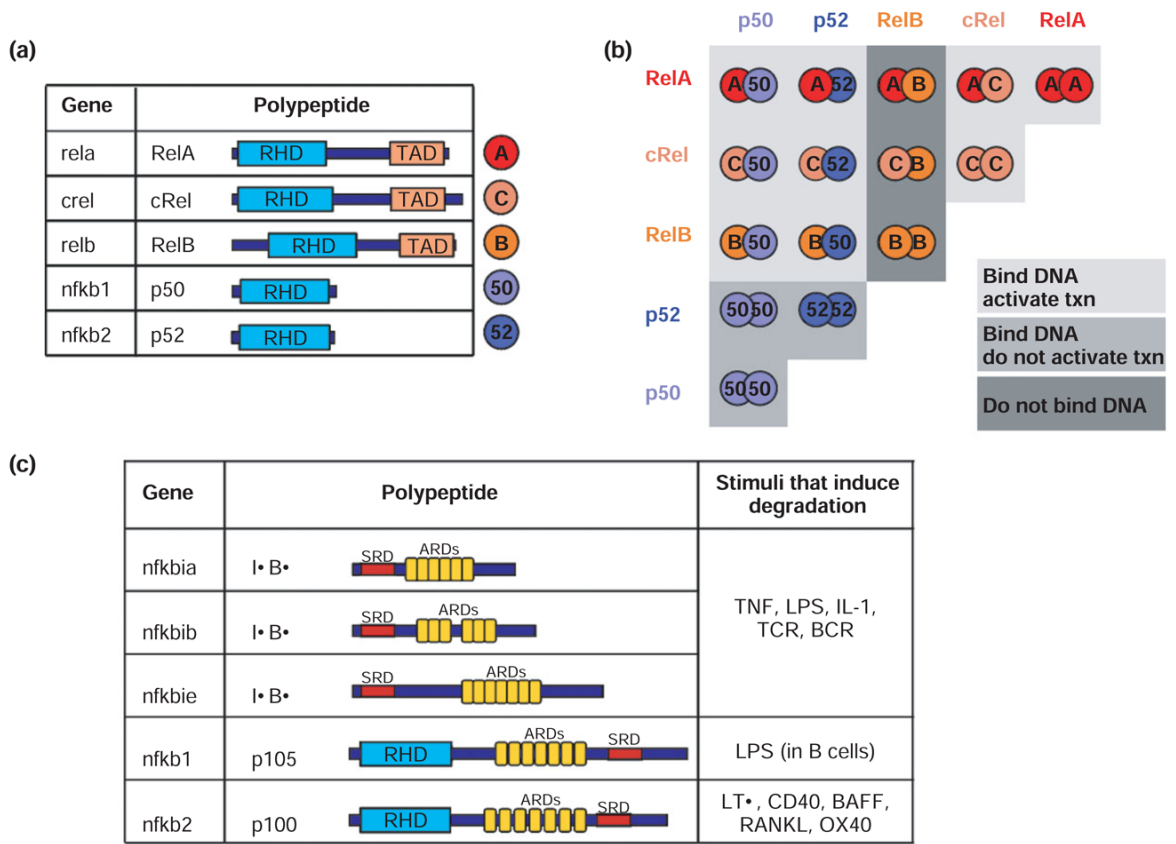 (a)
Gene Polypeptide
rela RelA RHD TAD A
crel cRel RHD TAD C
relb RelB RHD TAD B
nfkb1 p50 RHD 50
nfkb2 p52 RHD 52
(b)
p50 p52 RelB cRel RelA
RelA A 50 A 52 A B A C A A
cRel C 50 C 52 C B C C
RelB B 50 B 50 B B
p52 50 50 52 52
p50 50 50
Bind DNA
activate txn
Bind DNA
do not activate txn
Do not bind DNA
(c)
Gene Polypeptide Stimuli that induce
degradation
nfkbia I• B• SRD ARDs
nfkbib I• B• SRD ARDs
nfkbie I• B• SRD ARDs
TNF, LPS, IL-1,
TCR, BCR
nfkb1 p105 RHD ARDs SRD LPS (in B cells)
nfkb2 p100 RHD ARDs SRD LT•, CD40, BAFF,
RANKL, OX40